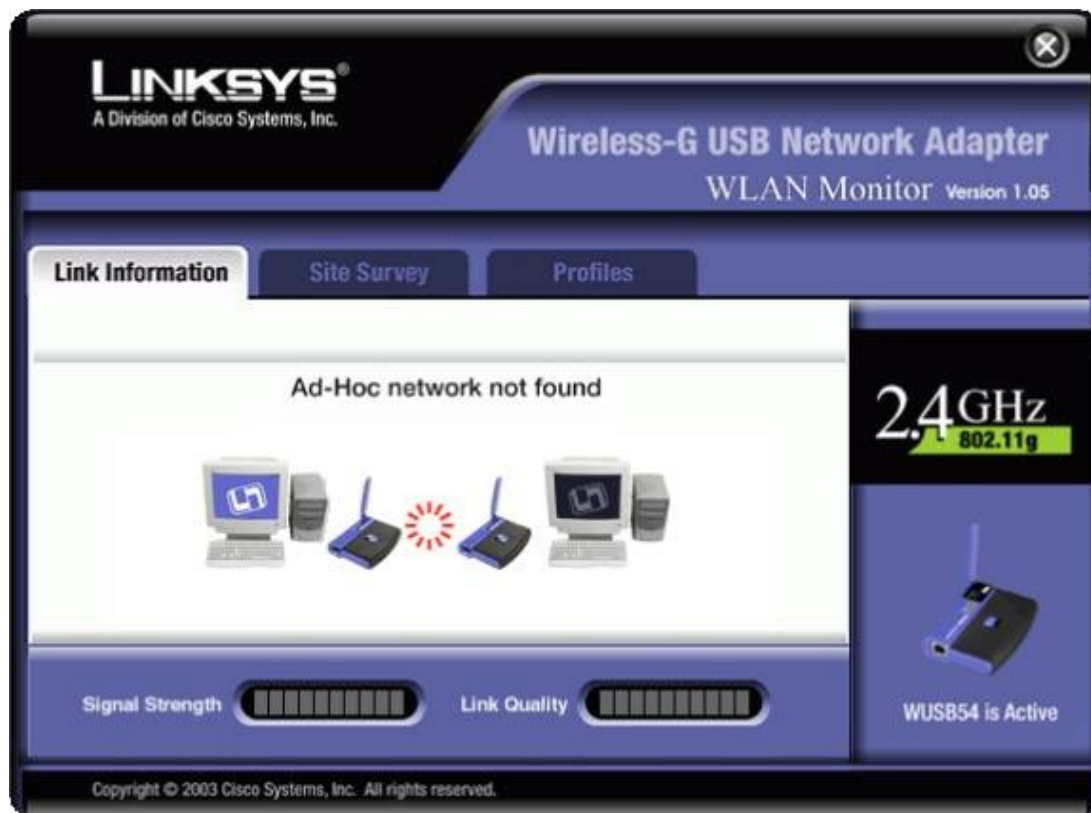 LINKSYS®
A Division of Cisco Systems, Inc.
Wireless-G USB Network Adapter
WLAN Monitor Version 1.05
Link Information
Site Survey
Profiles
Ad-Hoc network not found
2.4GHz
802.11g
Signal Strength
Link Quality
WUSB54 is Active
Copyright © 2003 Cisco Systems, Inc. All rights reserved.